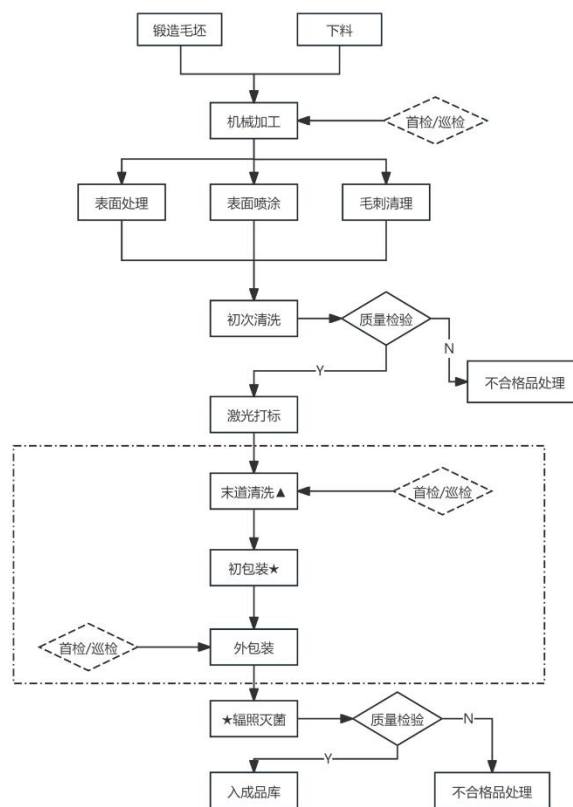 锻造毛坯
下料
机械加工
首检/巡检
表面处理
表面喷涂
毛刺清理
初次清洗
质量检验
N
Y
不合格品处理
激光打标
末道清洗▲
首检/巡检
初包装★
首检/巡检
外包装
★辐照灭菌
质量检验
N
Y
入成品库
不合格品处理